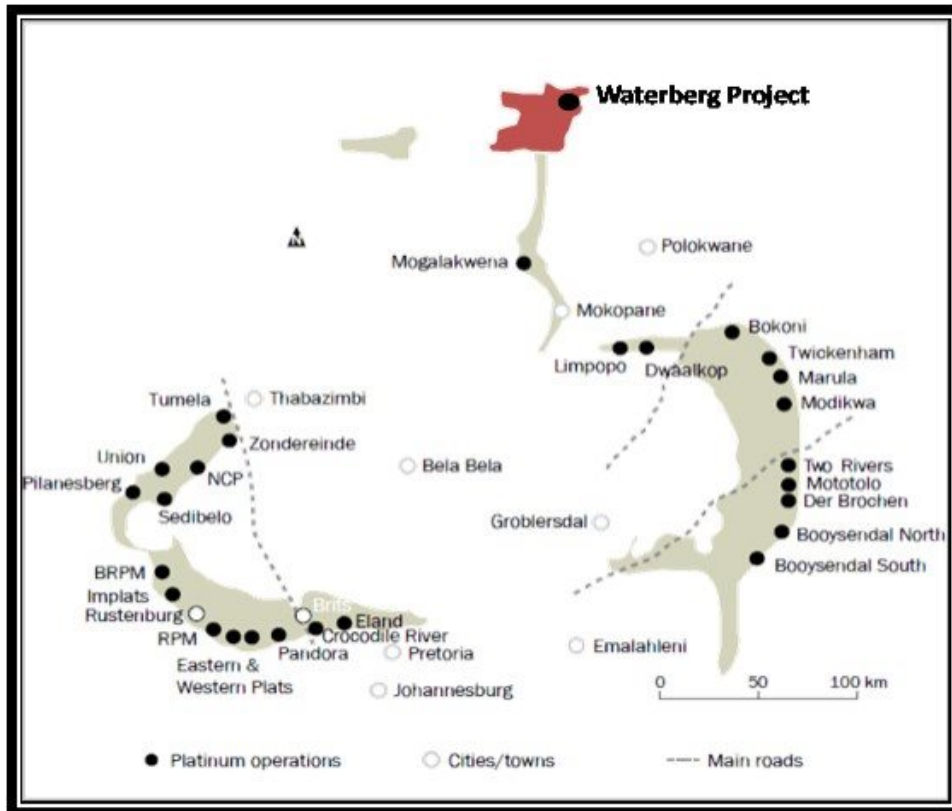 Waterberg Project
N
Polokwane
Mogalakwena
Mokopane
Bokoni
Limpopo
Dwaalkop
Twickenham
Marula
Modikwa
Tumela
Thabazimbi
Zondereinde
Union
NCP
Bela Bela
Two Rivers
Pilanesberg
Mototolo
Sedibelo
Der Brochen
Groblersdal
Booysendal North
Booysendal South
BRPM
Implats
Rustenburg
Brits
Eland
RPM
Crocodile River
Pandora
Eastern &
Western Plats
Pretoria
Emalahleni
Johannesburg
0 50 100 km
Platinum operations
Cities/towns
Main roads